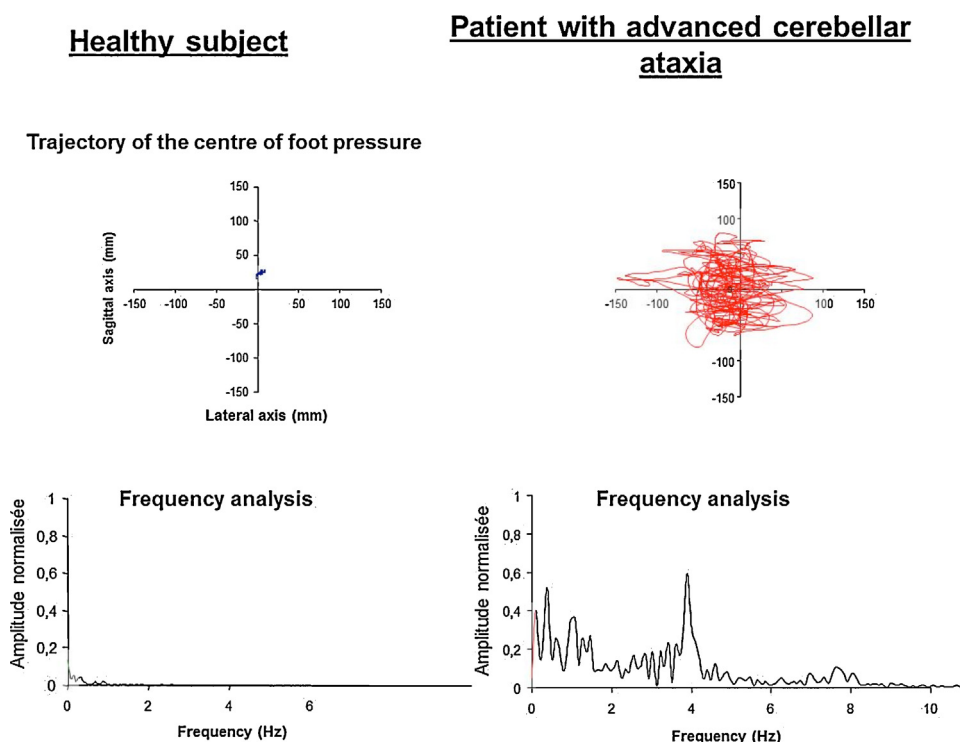 Healthy subject
Patient with advanced cerebellar
ataxia
Trajectory of the centre of foot pressure
150
100
50
-50
-100
-150
-150 -100 -50 0 50 100 150
Sagittal axis (mm)
Lateral axis (mm)
150
100
-100
-150
-150 -100 100 150
Frequency analysis
Amplitude normalisée
1
0,8
0,6
0,4
0,2
0
0 2 4 6
Frequency (Hz)
Frequency analysis
Amplitude normalisée
1
0,8
0,6
0,4
0,2
0
0 2 4 6 8 10
Frequency (Hz)